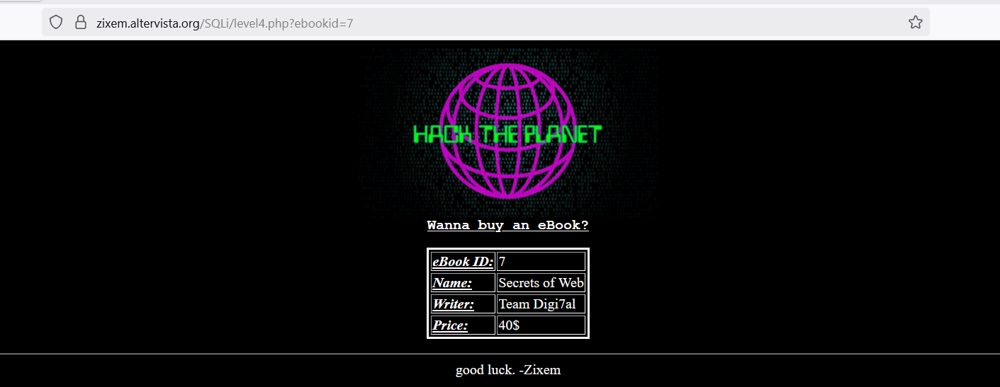 zixem.altervista.org/SQLi/level4.php?ebookid=7
HACK THE PLANET
Wanna buy an eBook?
eBook ID: 7
Name: Secrets of Web
Writer: Team Digi7al
Price: 40$
good luck. -Zixem